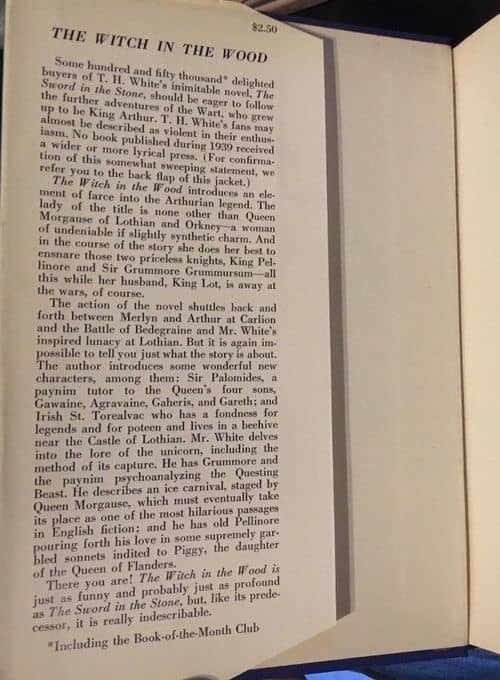 $2.50
THE WITCH IN THE WOOD
Some hundred and fifty thousand* delighted
buyers of T. H. White's inimitable novel, The
Sword in the Stone, should be eager to follow
the further adventures of the Wart, who grew
up to be King Arthur. T. H. White's fans may
almost be described as violent in their enthus-
iasm. No book published during 1939 received
a wider or more lyrical press. (For confirma-
tion of this somewhat sweeping statement, we
refer you to the back flap of this jacket.)
The Witch in the Wood introduces an ele-
ment of farce into the Arthurian legend. The
lady of the title is none other than Queen
Morgause of Lothian and Orkney—a woman
of undeniable if slightly synthetic charm. And
in the course of the story she does her best to
ensnare those two priceless knights, King Pel-
linore and Sir Grummore Grummursum—all
this while her husband, King Lot, is away at
the wars, of course.
The action of the novel shuttles back and
forth between Merlyn and Arthur at Carlion
and the Battle of Bedegraine and Mr. White's
inspired lunacy at Lothian. But it is again im-
possible to tell you just what the story is about.
The author introduces some wonderful new
characters, among them: Sir Palomides, a
paynim tutor to the Queen's four sons,
Gawaine, Agravaine, Gaheris, and Gareth; and
Irish St. Torealvac who has a fondness for
legends and for poteen and lives in a beehive
near the Castle of Lothian. Mr. White delves
into the lore of the unicorn, including the
method of its capture. He has Grummore and
the paynim psychoanalyzing the Questing
Beast. He describes an ice carnival, staged by
Queen Morgause, which must eventually take
its place as one of the most hilarious passages
in English fiction; and he has old Pellinore
pouring forth his love in some supremely gar-
bled sonnets indited to Piggy, the daughter
of the Queen of Flanders.
There you are! The Witch in the Wood is
just as funny and probably just as profound
as The Sword in the Stone, but, like its prede-
cessor, it is really indescribable.
*Including the Book-of-the-Month Club